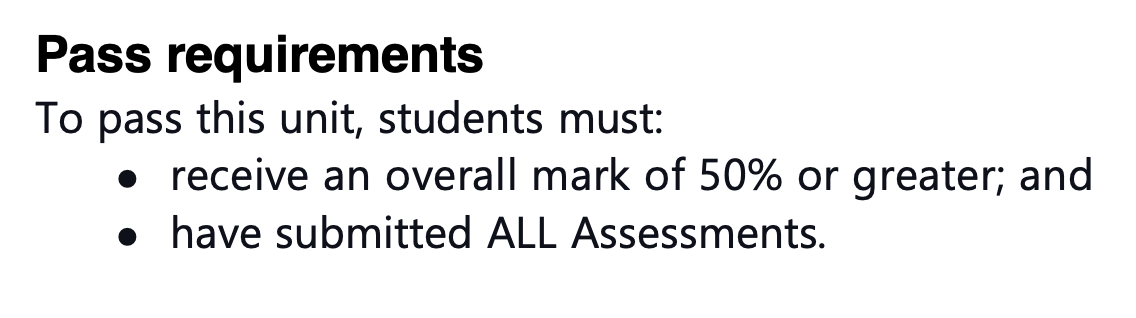 Pass requirements
To pass this unit, students must:
● receive an overall mark of 50% or greater; and
● have submitted ALL Assessments.